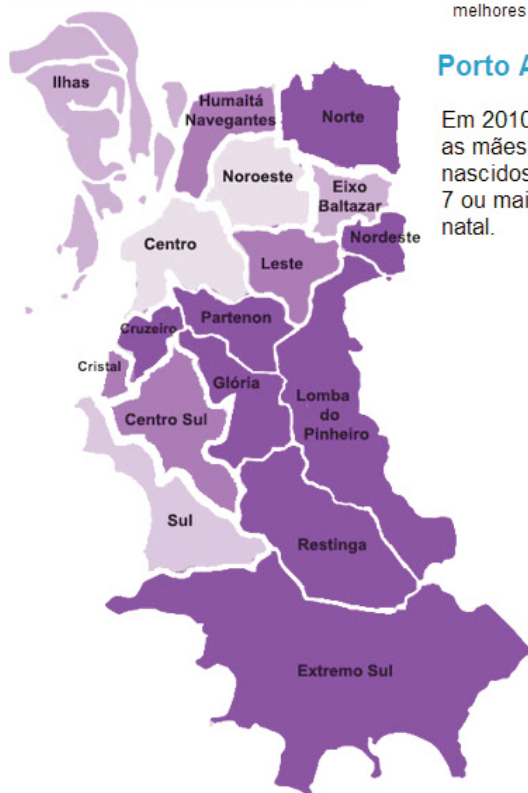 melhores
Porto A
Em 2010
as mães
nascidos
7 ou mai
natal.
Ilhas
Humaitá
Navegantes
Norte
Noroeste
Eixo
Baltazar
Nordeste
Centro
Leste
Partenon
Cruzeiro
Cristal
Glória
Lomba
do
Pinheiro
Centro Sul
Sul
Restinga
Extremo Sul